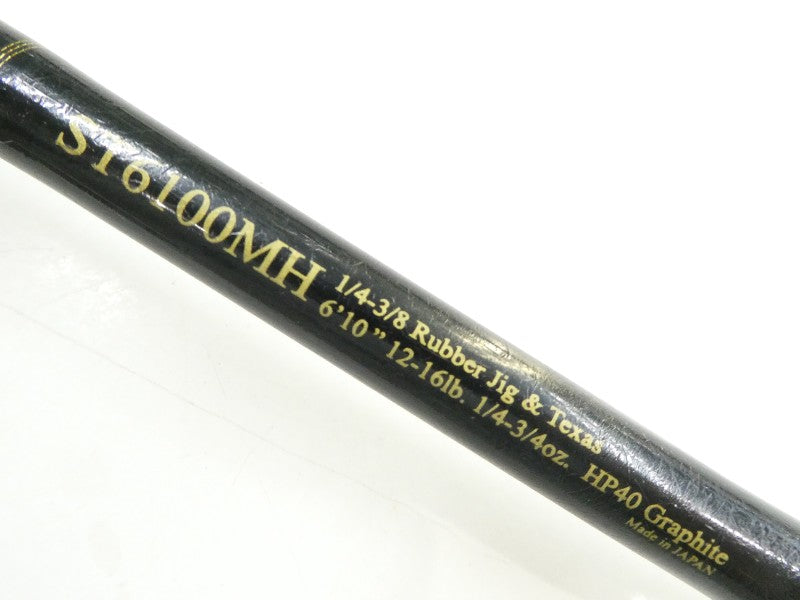 ST6100MH
1/4-3/8 Rubber Jig & Texas
6'10" 12-16lb. 1/4-3/4oz. HP40 Graphite
Made in JAPAN